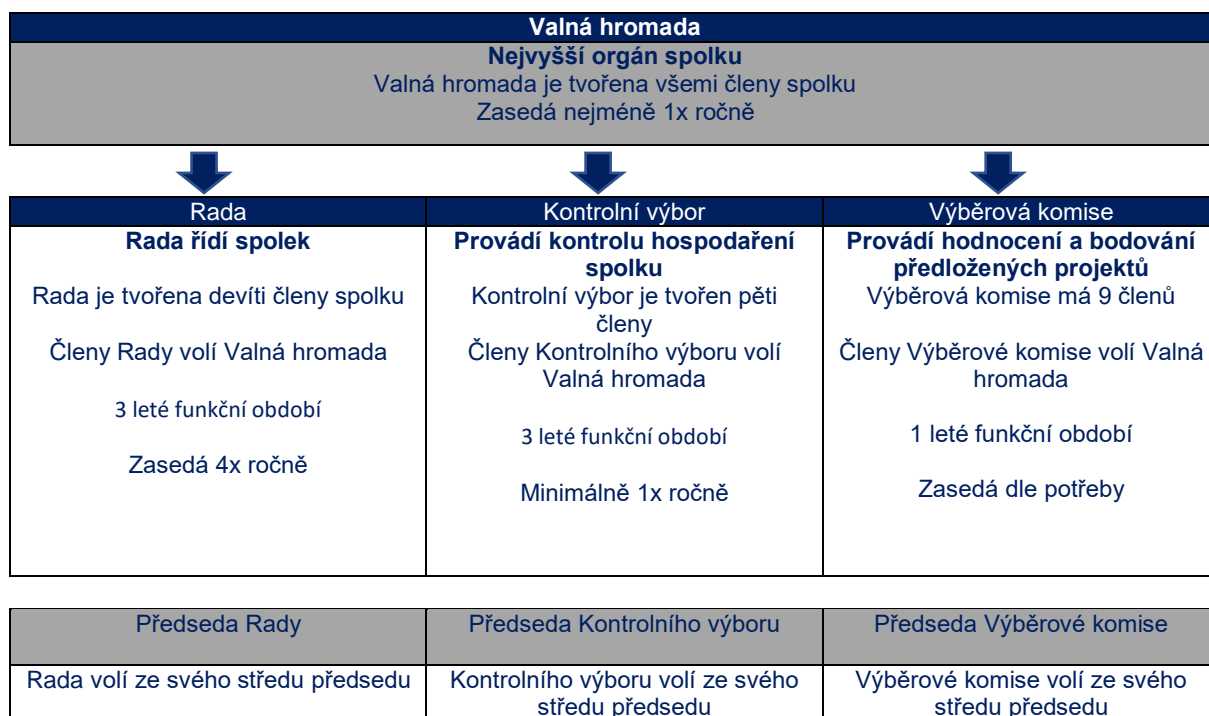 Valná hromada
Nejvyšší orgán spolku
Valná hromada je tvořena všemi členy spolku
Zasedá nejméně 1x ročně
Rada
Rada řídí spolek
Rada je tvořena devíti členy spolku
Členy Rady volí Valná hromada
3 leté funkční období
Zasedá 4x ročně
Kontrolní výbor
Provádí kontrolu hospodaření
spolku
Kontrolní výbor je tvořen pěti
členy
Členy Kontrolního výboru volí
Valná hromada
3 leté funkční období
Minimálně 1x ročně
Výběrová komise
Provádí hodnocení a bodování
předložených projektů
Výběrová komise má 9 členů
Členy Výběrové komise volí Valná
hromada
1 leté funkční období
Zasedá dle potřeby
Předseda Rady
Rada volí ze svého středu předsedu
Předseda Kontrolního výboru
Kontrolního výboru volí ze svého
středu předsedu
Předseda Výběrové komise
Výběrové komise volí ze svého
středu předsedu